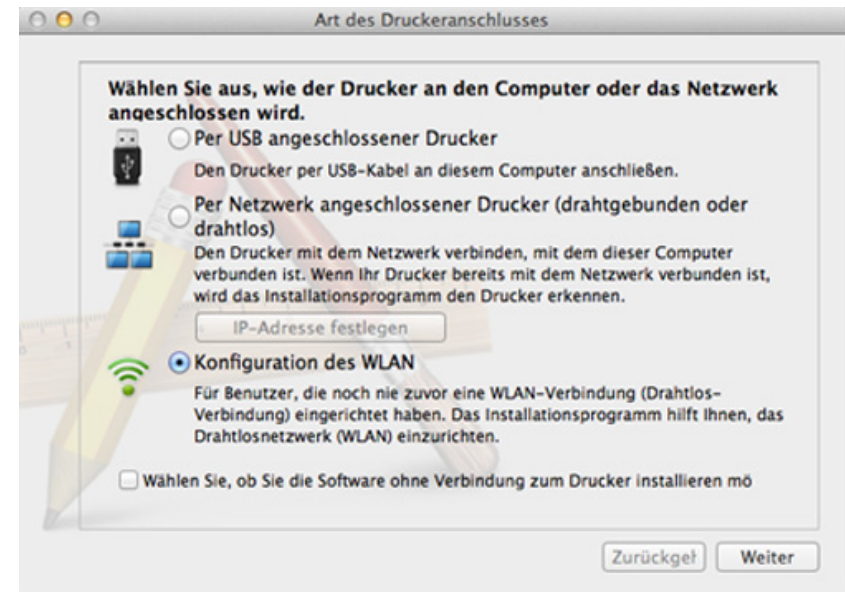 Art des Druckeranschlusses
Wählen Sie aus, wie der Drucker an den Computer oder das Netzwerk
angeschlossen wird.
Per USB angeschlossener Drucker
Den Drucker per USB-Kabel an diesem Computer anschließen.
Per Netzwerk angeschlossener Drucker (drahtgebunden oder
drahtlos)
Den Drucker mit dem Netzwerk verbinden, mit dem dieser Computer
verbunden ist. Wenn Ihr Drucker bereits mit dem Netzwerk verbunden ist,
wird das Installationsprogramm den Drucker erkennen.
IP-Adresse festlegen
Konfiguration des WLAN
Für Benutzer, die noch nie zuvor eine WLAN-Verbindung (Drahtlos-
Verbindung) eingerichtet haben. Das Installationsprogramm hilft Ihnen, das
Drahtlosnetzwerk (WLAN) einzurichten.
Wählen Sie, ob Sie die Software ohne Verbindung zum Drucker installieren mö
Zurückgeh
Weiter